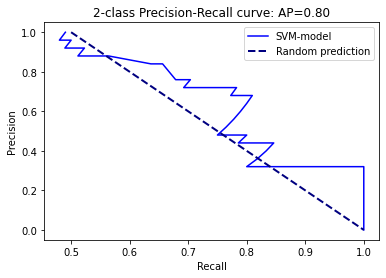 2-class Precision-Recall curve: AP=0.80
SVM-model
Random prediction
Precision
1.0
0.8
0.6
0.4
0.2
0.0
0.5
0.6
0.7
0.8
0.9
1.0
Recall